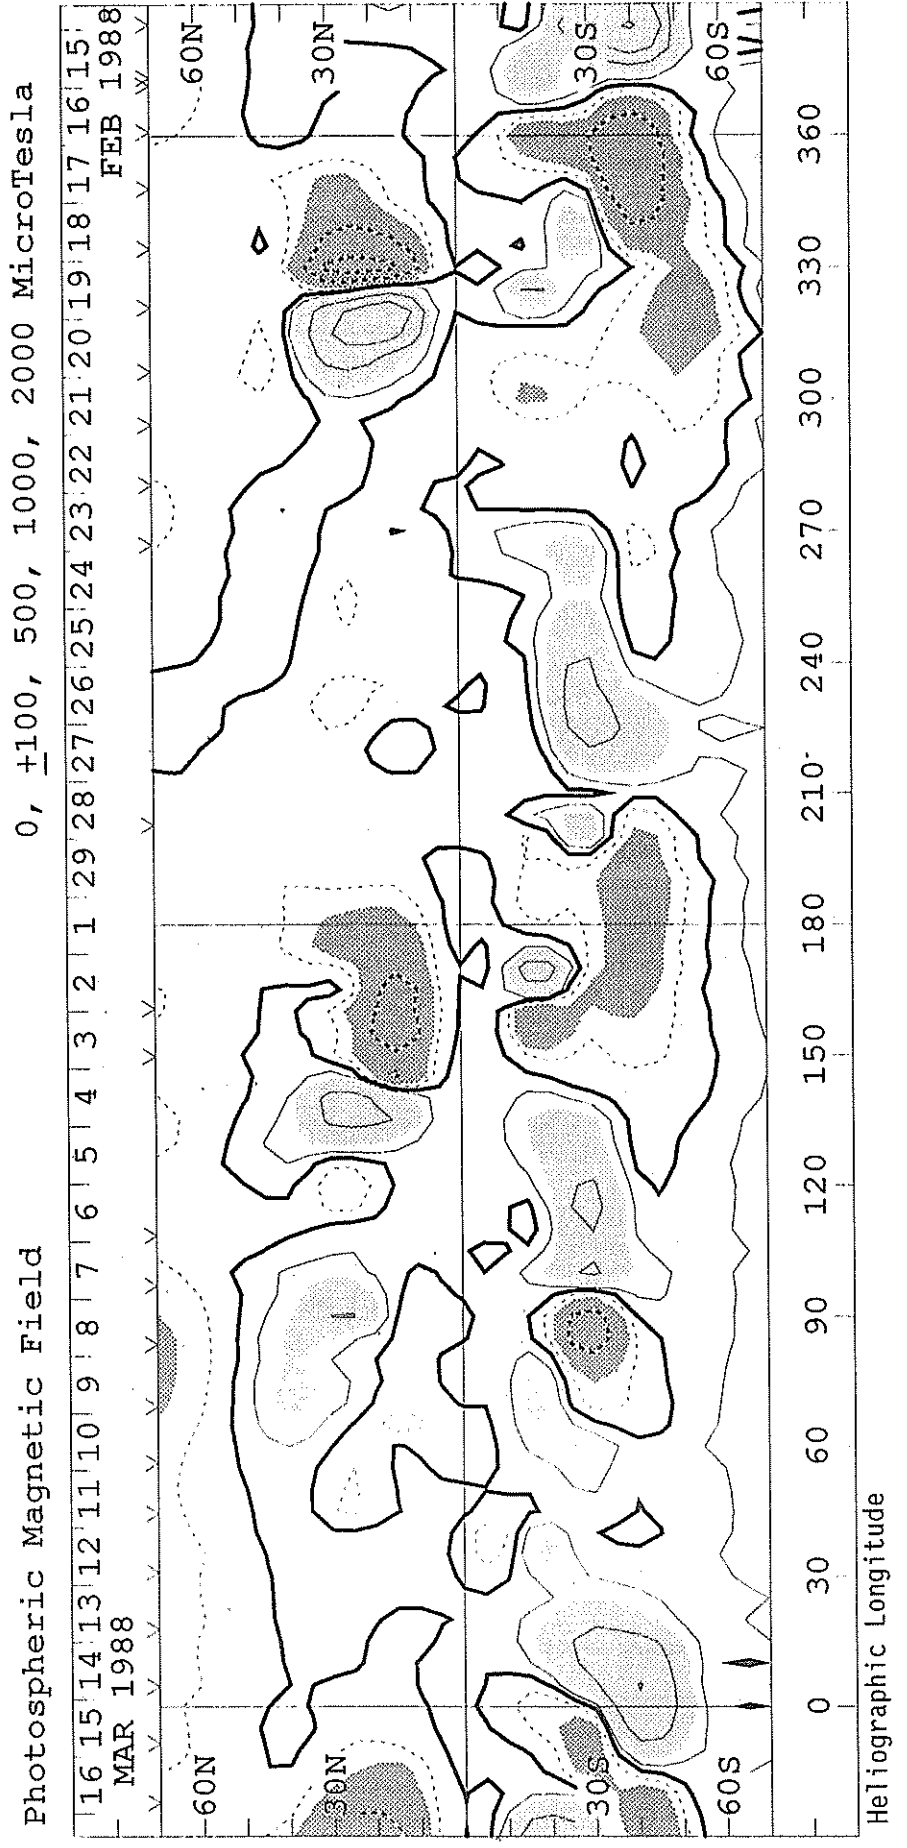 Photospheric Magnetic Field
0, ±100, 500, 1000, 2000 MicroTesla
16 15 14 13 12 11 10 9 8 7 6 5 4 3 2 1 29 28 27 26 25 24 23 22 21 20 19 18 17 16 15
MAR 1988
FEB 1988
60N
60N
30N
30N
30S
30S
60S
60S
0 30 60 90 120 150 180 210 240 270 300 330 360
Heliographic Longitude